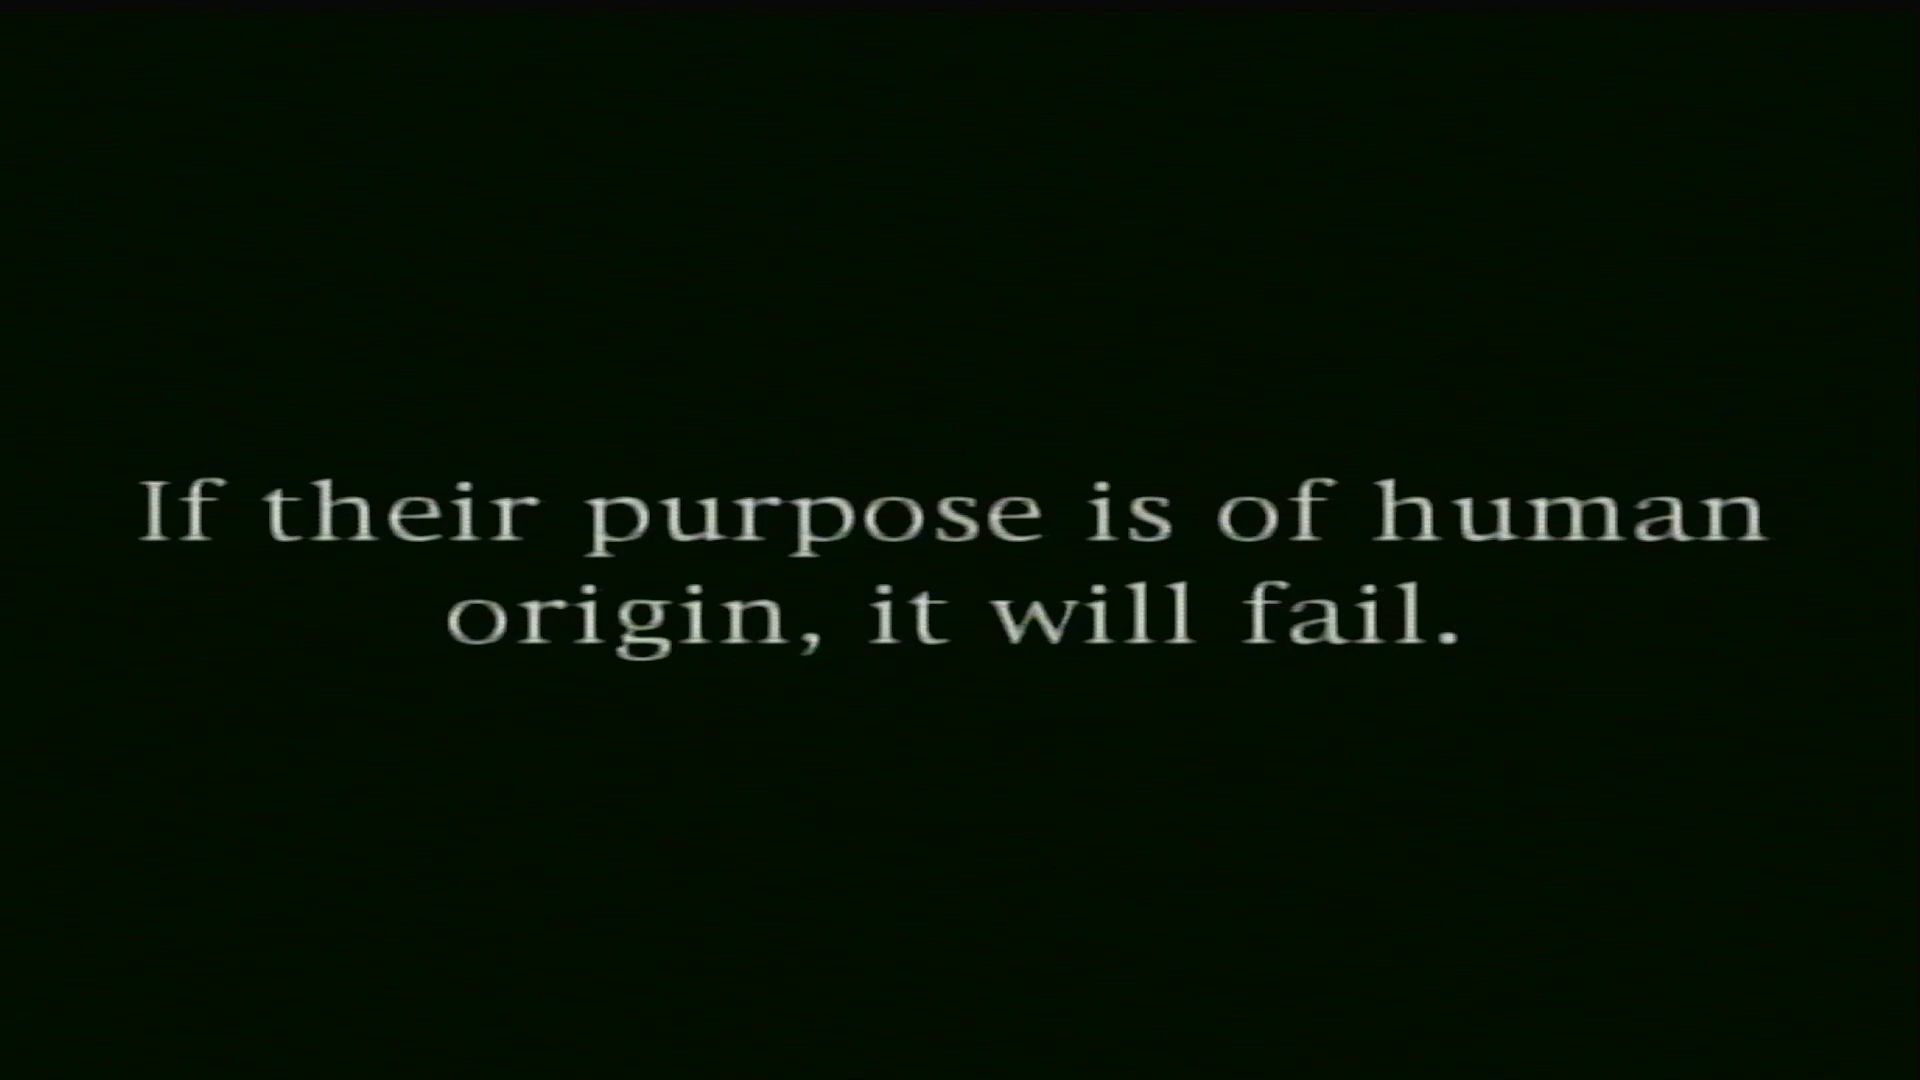 If their purpose is of human
origin, it will fail.